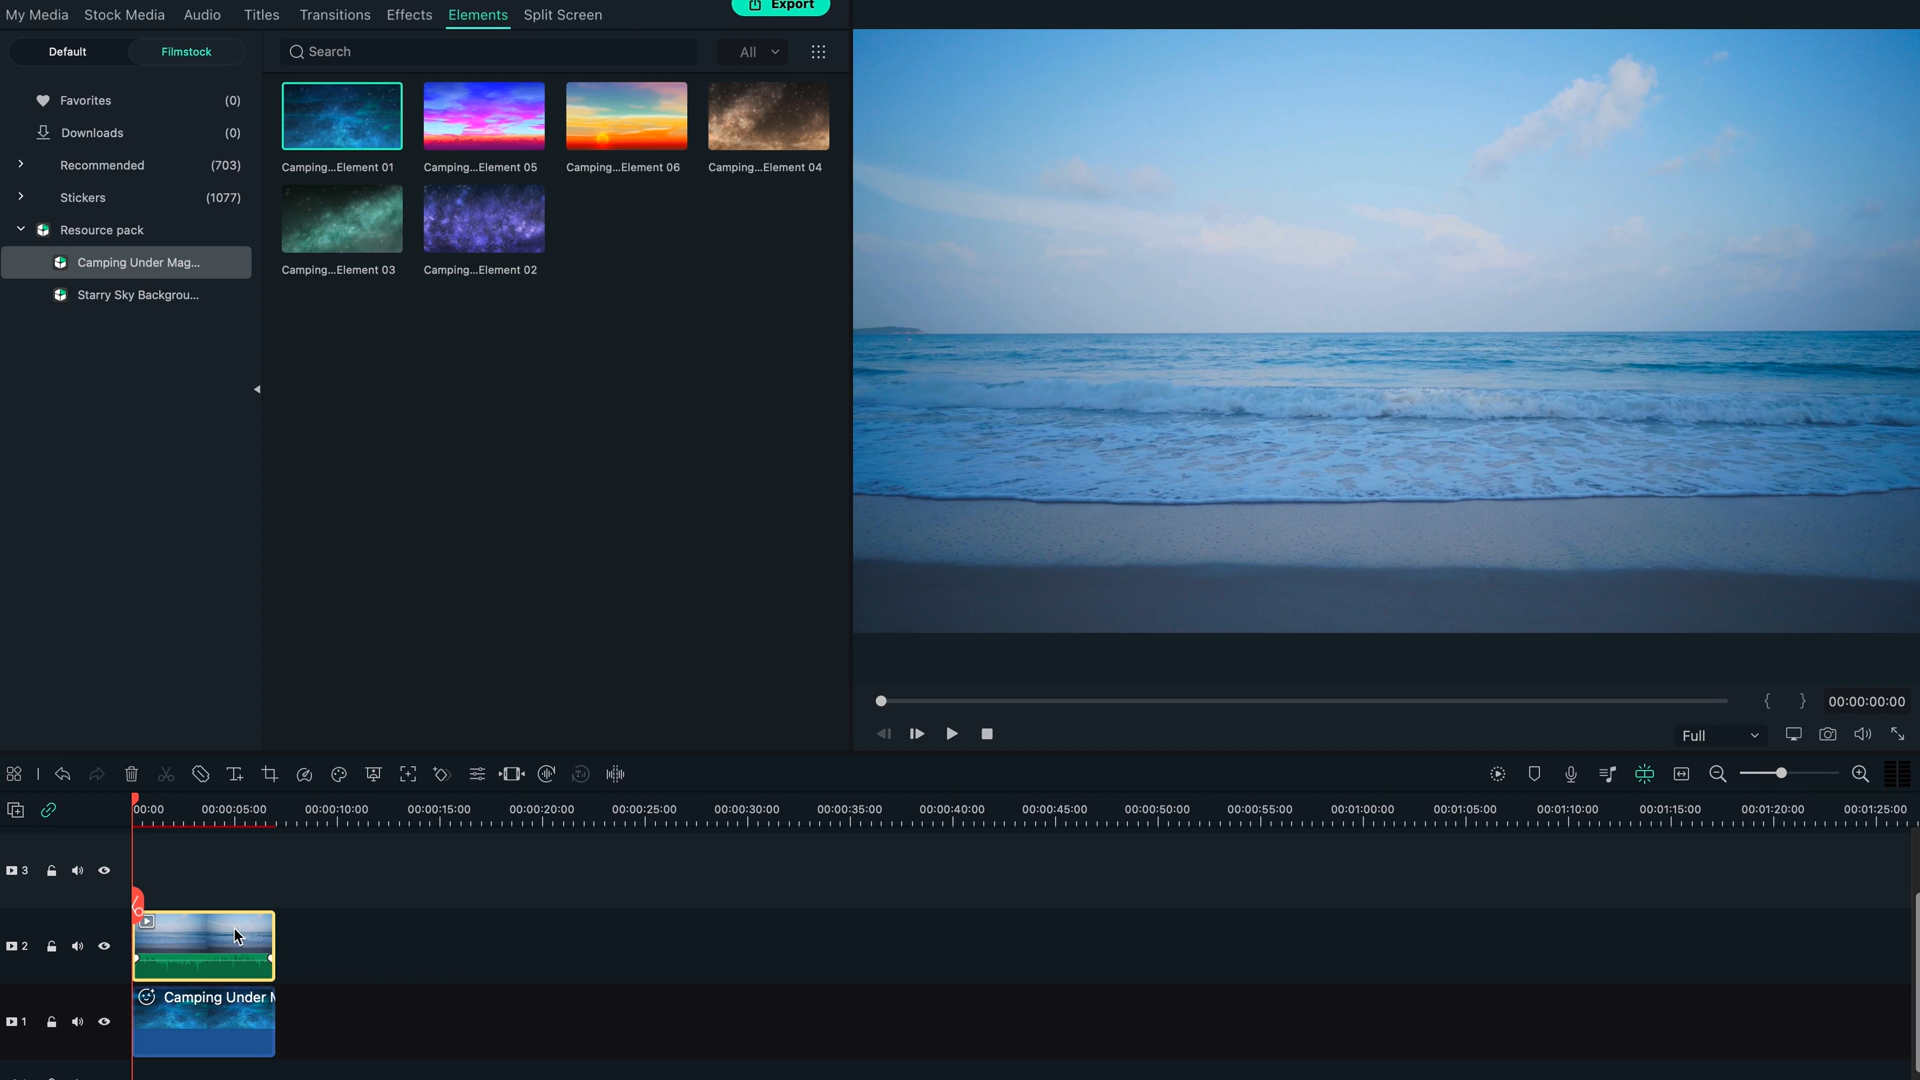 My Media Stock Media Audio Titles Transitions Effects Elements Split Screen
Export
Default Filmstock
Search
All
Favorites (0)
Downloads (0)
Recommended (703)
Stickers (1077)
Resource pack
Camping Under Mag...
Starry Sky Backgrou...
Camping...Element 01
Camping...Element 05
Camping...Element 06
Camping...Element 04
Camping...Element 03
Camping...Element 02
{ } 00:00:00:00
Full
00:00 00:00:05:00 00:00:10:00 00:00:15:00 00:00:20:00 00:00:25:00 00:00:30:00 00:00:35:00 00:00:40:00 00:00:45:00 00:00:50:00 00:00:55:00 00:01:00:00 00:01:05:00 00:01:10:00 00:01:15:00 00:01:20:00 00:01:25:00
3
2
Camping Under M
1